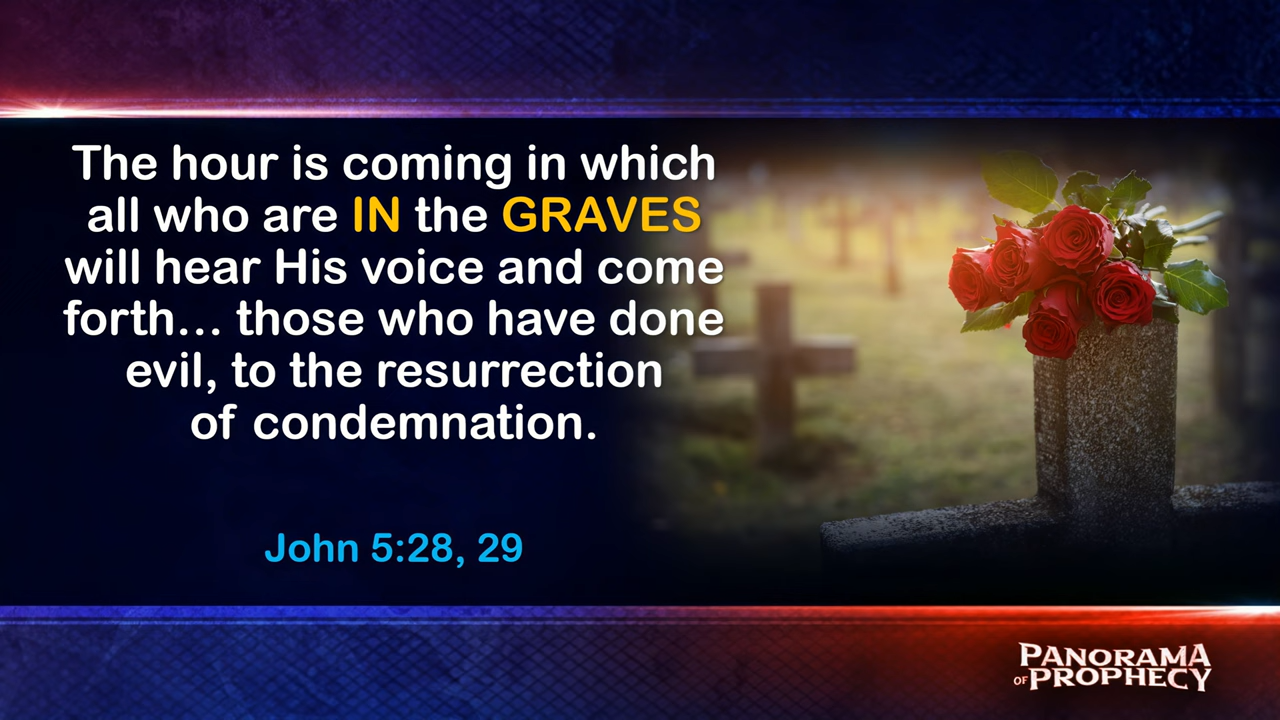 The hour is coming in which
all who are IN the GRAVES
will hear His voice and come
forth... those who have done
evil, to the resurrection
of condemnation.
John 5:28, 29
PANORAMA
OF PROPHECY